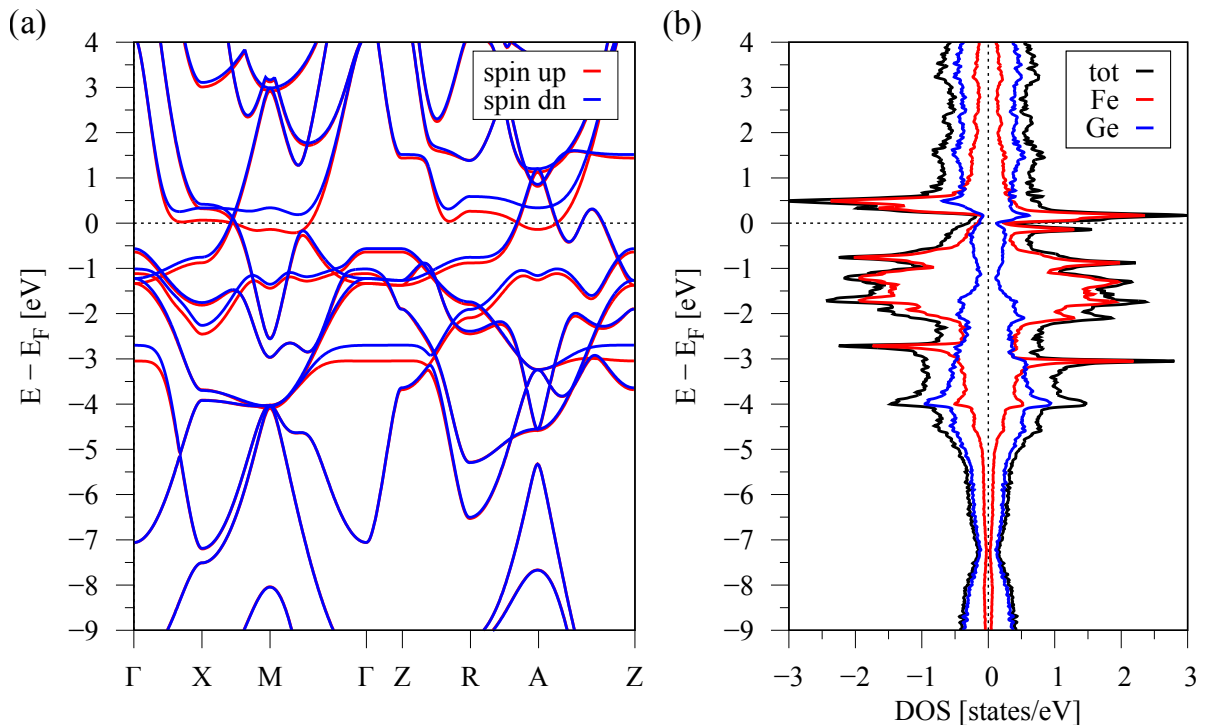 (a)
E − E_F [eV]
4
3
2
1
0
−1
−2
−3
−4
−5
−6
−7
−8
−9
spin up
spin dn
Γ X M Γ Z R A Z
(b)
E − E_F [eV]
4
3
2
1
0
−1
−2
−3
−4
−5
−6
−7
−8
−9
tot
Fe
Ge
−3 −2 −1 0 1 2 3
DOS [states/eV]